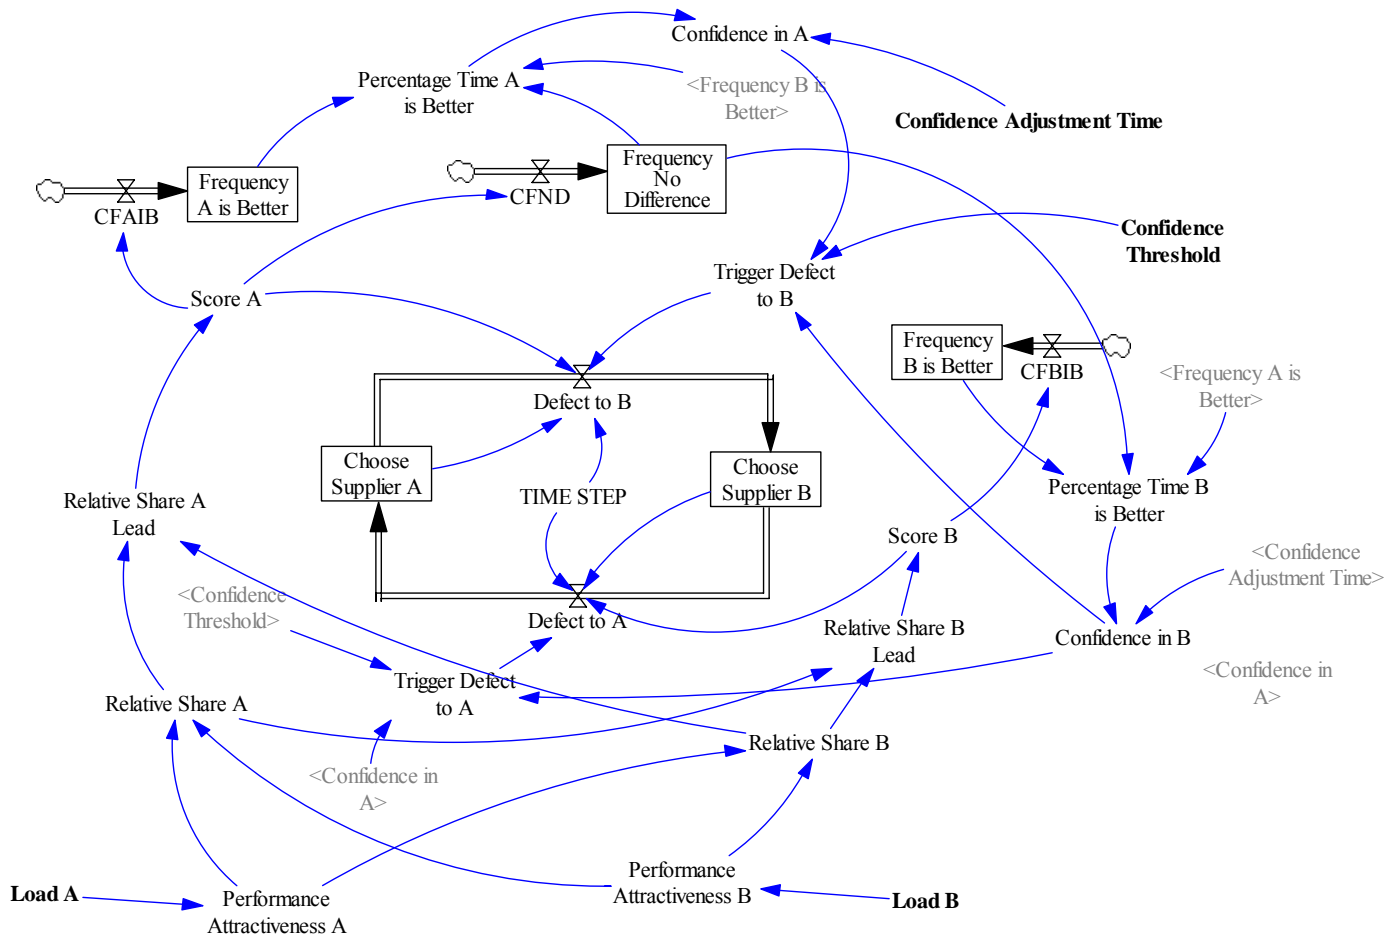 Confidence in A
Percentage Time A
is Better
<Frequency B is
Better>
Confidence Adjustment Time
Frequency
A is Better
CFAIB
CFND
Frequency
No
Difference
Confidence
Threshold
Score A
Trigger Defect
to B
Frequency
B is Better
CFBIB
<Frequency A is
Better>
Defect to B
Choose
Supplier A
Choose
Supplier B
TIME STEP
Relative Share A
Lead
Percentage Time B
is Better
Score B
<Confidence
Adjustment Time>
<Confidence
Threshold>
Defect to A
Relative Share B
Lead
Confidence in B
<Confidence in
A>
Trigger Defect
to A
Relative Share A
Relative Share B
<Confidence in
A>
Load A
Performance
Attractiveness A
Performance
Attractiveness B
Load B